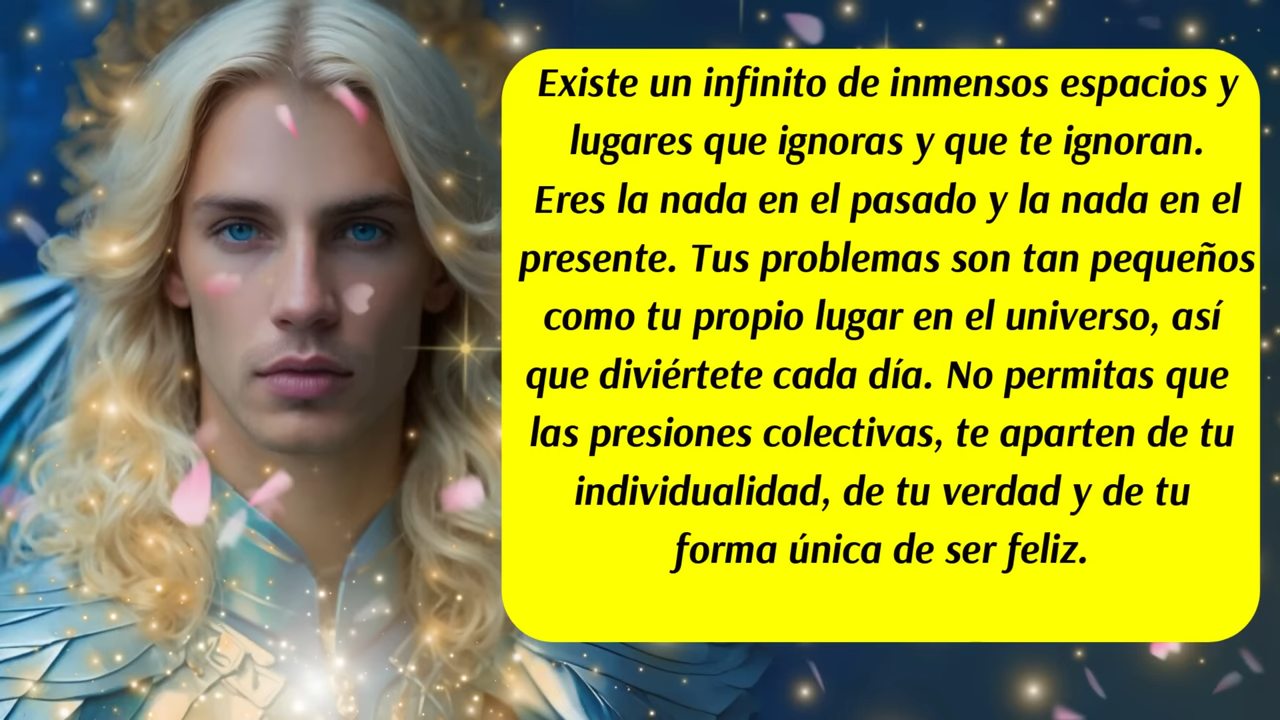 Existe un infinito de inmensos espacios y
lugares que ignoras y que te ignoran.
Eres la nada en el pasado y la nada en el
presente. Tus problemas son tan pequeños
como tu propio lugar en el universo, así
que diviértete cada día. No permitas que
las presiones colectivas, te aparten de tu
individualidad, de tu verdad y de tu
forma única de ser feliz.